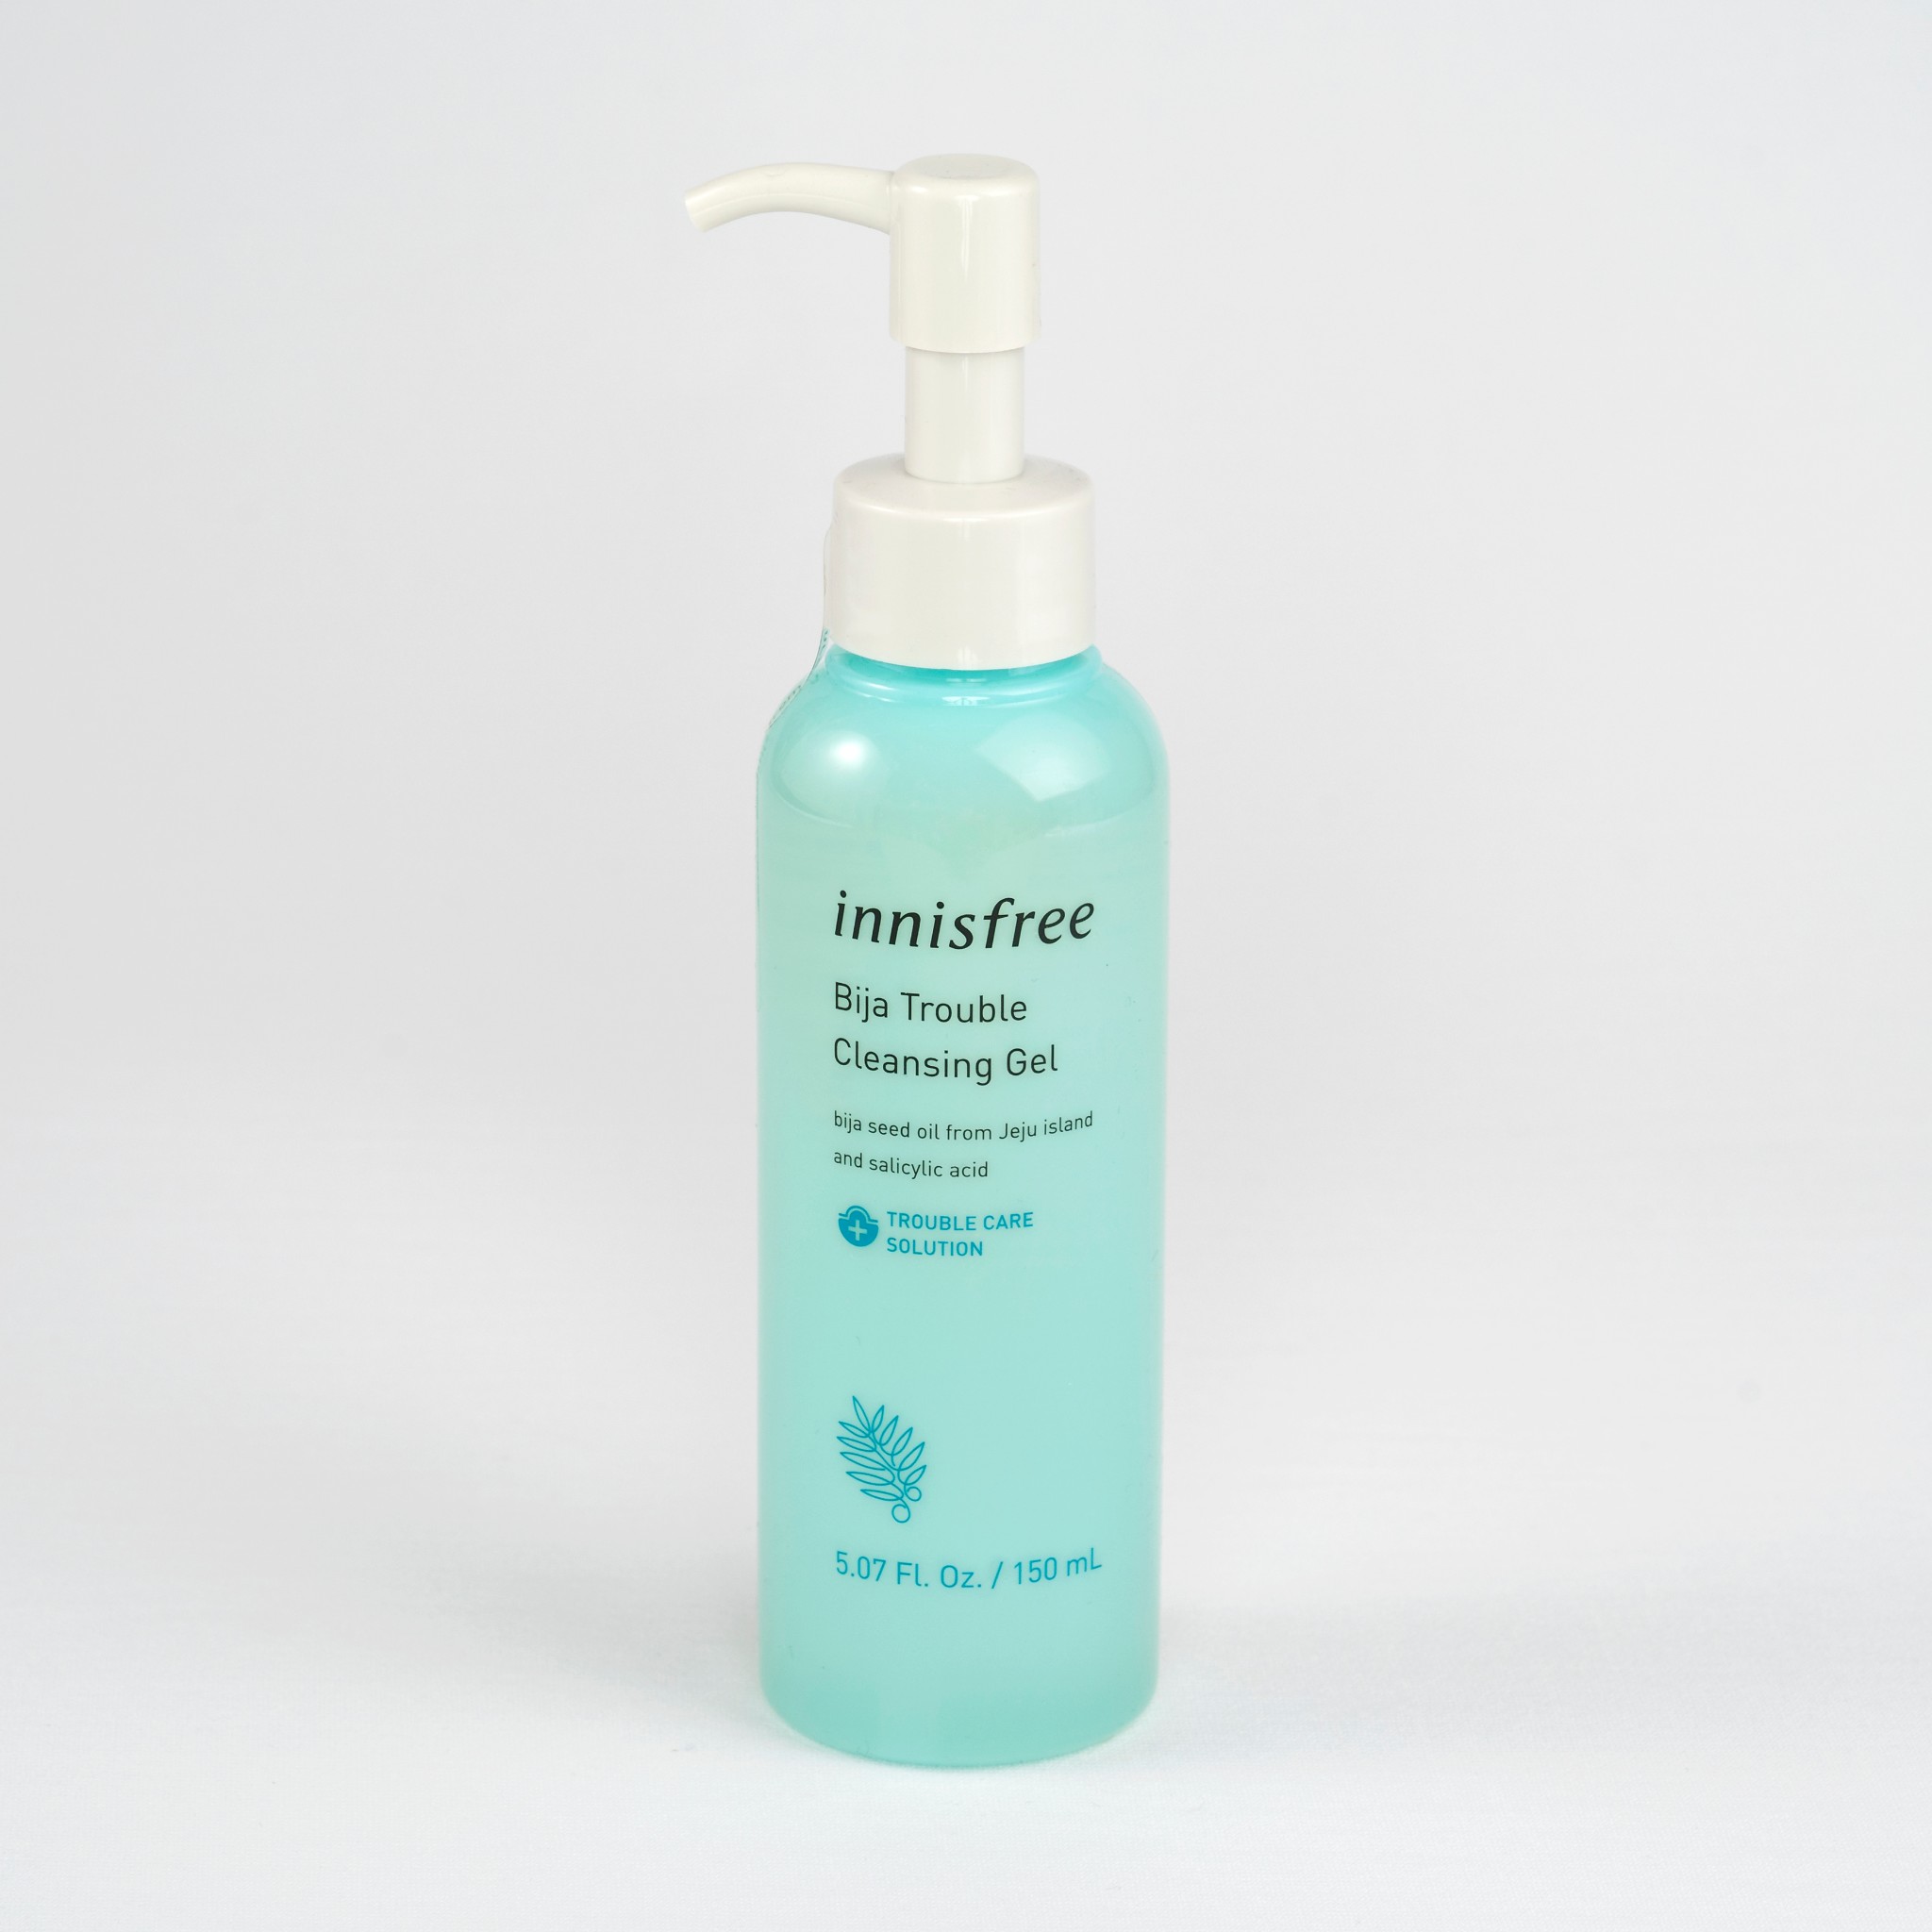 innisfree
Bija Trouble
Cleansing Gel
bija seed oil from Jeju island
and salicylic acid
TROUBLE CARE
SOLUTION
5.07 Fl. Oz. / 150 mL